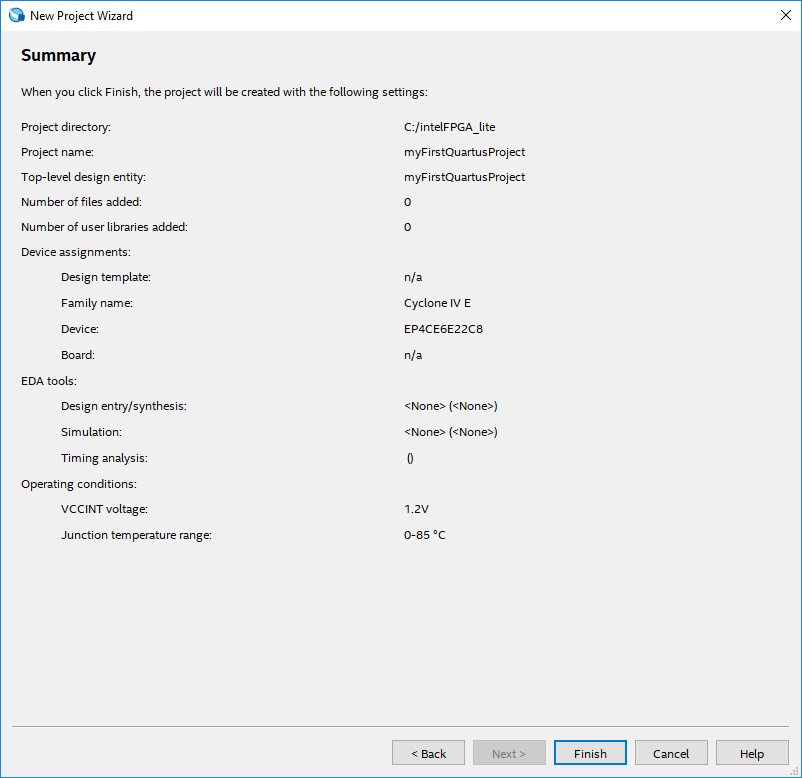 New Project Wizard
Summary
When you click Finish, the project will be created with the following settings:
Project directory: C:/intelFPGA_lite
Project name: myFirstQuartusProject
Top-level design entity: myFirstQuartusProject
Number of files added: 0
Number of user libraries added: 0
Device assignments:
Design template: n/a
Family name: Cyclone IV E
Device: EP4CE6E22C8
Board: n/a
EDA tools:
Design entry/synthesis: <None> (<None>)
Simulation: <None> (<None>)
Timing analysis: ()
Operating conditions:
VCCINT voltage: 1.2V
Junction temperature range: 0-85 °C
< Back Next > Finish Cancel Help